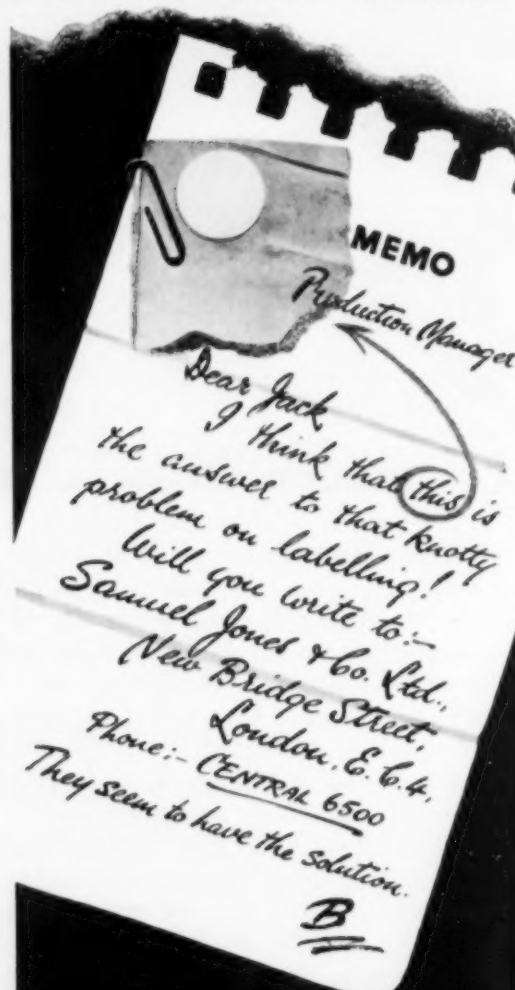 MEMO
Production Manager
Dear Jack
I think that this is
the answer to that knotty
problem on labelling!
Will you write to:-
Samuel Jones & Co. Ltd.,
New Bridge Street,
London, E.C.4.
Phone:- CENTRAL 6500
They seem to have the solution.
B